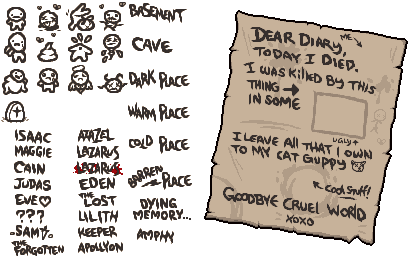 BASEMENT
CAVE
DARK PLACE
WARM PLACE
COLD PLACE
BARREN PLACE
DYING MEMORY...
AMPHY
ISAAC
MAGGIE
CAIN
JUDAS
EVE♡
???
SAMS
THE FORGOTTEN
AZAZEL
LAZARUS
LAZARUS
EDEN
THE LOST
LILITH
KEEPER
APOLLYON
DEAR DIARY,
ME
TODAY I DIED.
I WAS KILLED BY THIS
THING →
IN SOME
UGLY↑
I LEAVE ALL THAT I OWN
TO MY CAT GUPPY
↖ COOL STUFF!
GOODBYE CRUEL WORLD
XOXO